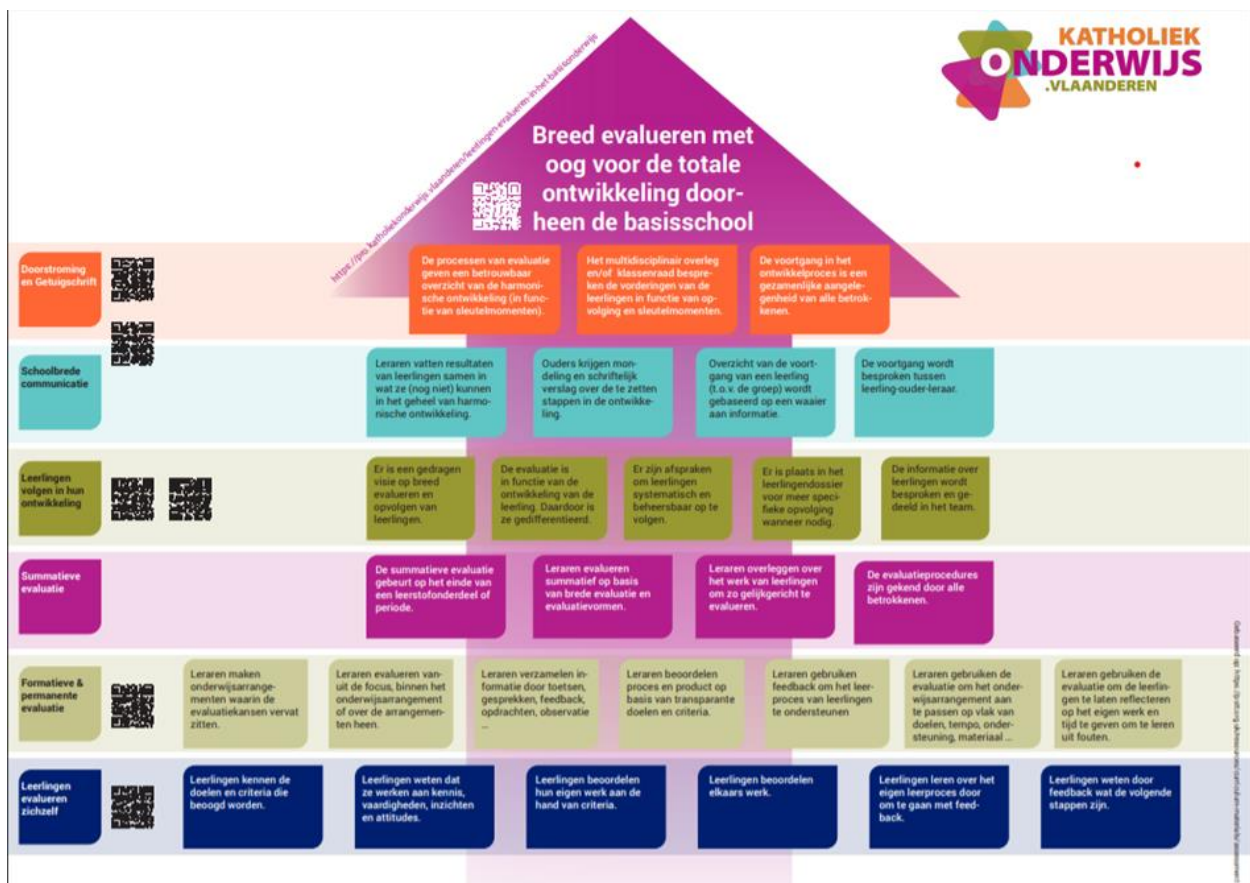 KATHOLIEK
ONDERWIJS
.VLAANDEREN
https://pro.katholiekonderwijs.vlaanderen/leerlingen-evalueren-in-het-basisonderwijs
Breed evalueren met
oog voor de totale
ontwikkeling door-
heen de basisschool
Doorstroming
en Getuigschrift
De processen van evaluatie
geven een betrouwbaar
overzicht van de harmoni-
sche ontwikkeling (in func-
tie van sleutelmomenten).
Het multidisciplinair overleg
en/of klassenraad bespre-
ken de vorderingen van de
leerlingen in functie van op-
volging en sleutelmomenten.
De voortgang in het
ontwikkelproces is een
gezamenlijke aangele-
genheid van alle betrok-
kenen.
Schoolbrede
communicatie
Leraren vatten resultaten
van leerlingen samen in
wat ze (nog niet) kunnen
in het geheel van harmo-
nische ontwikkeling.
Ouders krijgen mon-
deling en schriftelijk
verslag over de te zetten
stappen in de ontwikke-
ling.
Overzicht van de voort-
gang van een leerling
(t.o.v. de groep) wordt
gebaseerd op een waaier
aan informatie.
De voortgang wordt
besproken tussen
leerling-ouder-leraar.
Leerlingen
volgen in hun
ontwikkeling
Er is een gedragen
visie op breed
evalueren en
opvolgen van
leerlingen.
De evaluatie is
in functie van de
ontwikkeling van de
leerling. Daardoor is
ze gedifferentieerd.
Er zijn afspraken
om leerlingen
systematisch en
beheersbaar op te
volgen.
Er is plaats in het
leerlingendossier
voor meer speci-
fieke opvolging
wanneer nodig.
De informatie over
leerlingen wordt
besproken en ge-
deeld in het team.
Summatieve
evaluatie
De summatieve evaluatie
gebeurt op het einde van
een leerstofonderdeel of
periode.
Leraren evalueren
summatief op basis
van brede evaluatie en
evaluatievormen.
Leraren overleggen over
het werk van leerlingen
om zo gelijkgericht te
evalueren.
De evaluatieprocedures
zijn gekend door alle
betrokkenen.
Formatieve &
permanente
evaluatie
Leraren maken
onderwijsarrange-
menten waarin de
evaluatiekansen vervat
zitten.
Leraren evalueren van-
uit de focus, binnen het
onderwijsarrangement
of over de arrangemen-
ten heen.
Leraren verzamelen in-
formatie door toetsen,
gesprekken, feedback,
opdrachten, observatie
...
Leraren beoordelen
proces en product op
basis van transparante
doelen en criteria.
Leraren gebruiken
feedback om het leer-
proces van leerlingen
te ondersteunen
Leraren gebruiken de
evaluatie om het onder-
wijsarrangement aan
te passen op vlak van
doelen, tempo, onder-
steuning, materiaal ...
Leraren gebruiken de
evaluatie om de leerlin-
gen te laten reflecteren
op het eigen werk en
tijd te geven om te leren
uit fouten.
Leerlingen
evalueren
zichzelf
Leerlingen kennen de
doelen en criteria die
beoogd worden.
Leerlingen weten dat
ze werken aan kennis,
vaardigheden, inzichten
en attitudes.
Leerlingen beoordelen
hun eigen werk aan de
hand van criteria.
Leerlingen beoordelen
elkaars werk.
Leerlingen leren over het
eigen leerproces door
om te gaan met feed-
back.
Leerlingen weten door
feedback wat de volgende
stappen zijn.
Gebaseerd op